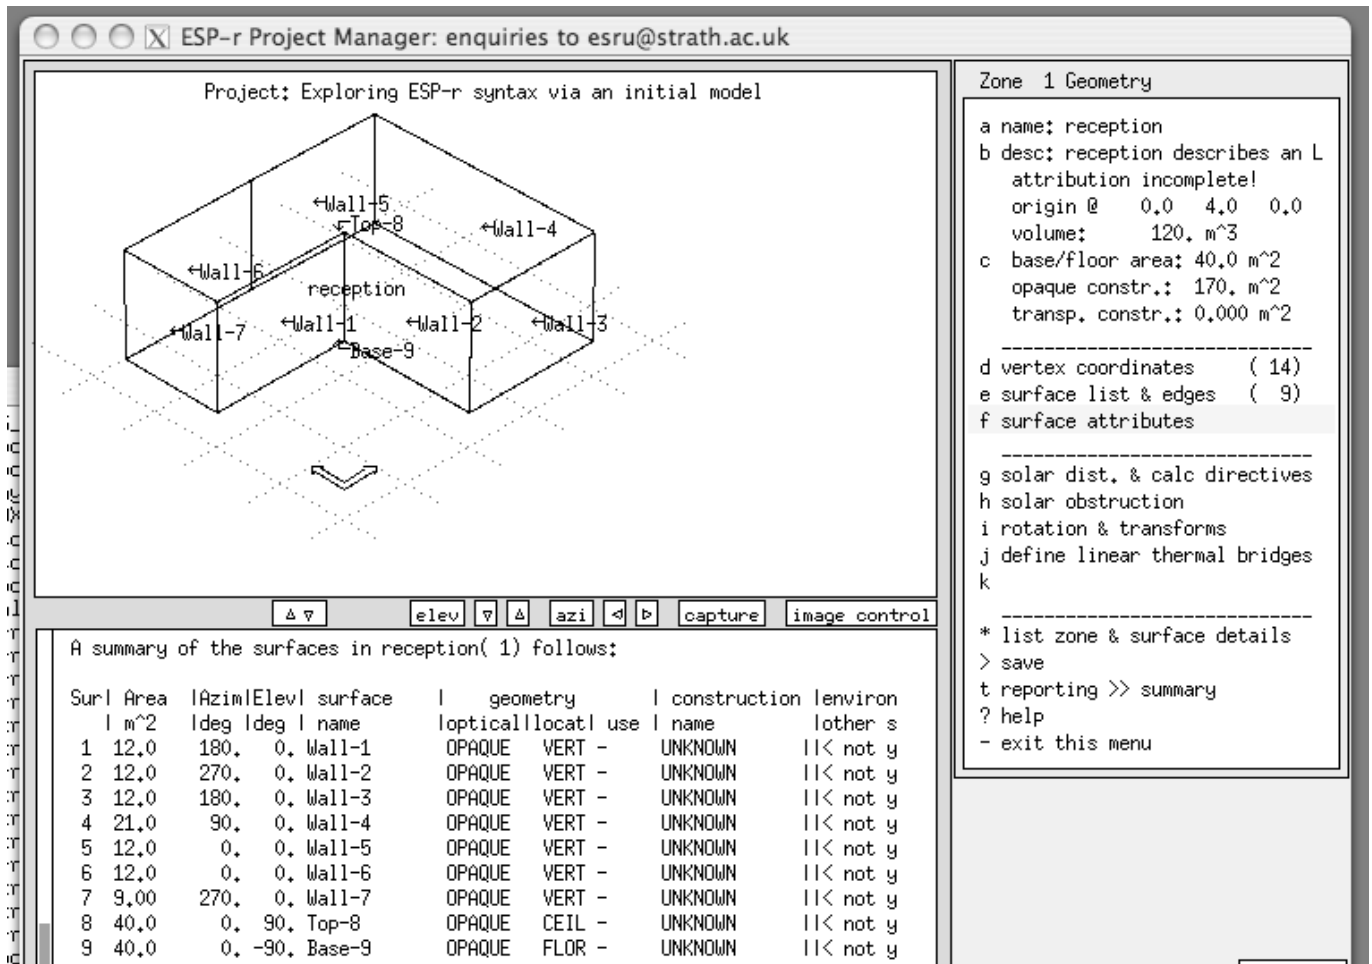 ESP-r Project Manager: enquiries to esru@strath.ac.uk
Project: Exploring ESP-r syntax via an initial model
Wall-5
Top-8
Wall-4
Wall-6
reception
Wall-7
Wall-1
Wall-2
Wall-3
Base-9
elev
azi
capture
image control
A summary of the surfaces in reception( 1) follows:
Sur| Area |Azim|Elev| surface | geometry | construction |environ
| m^2 |deg |deg | name |optical|locat| use | name |other s
1 12.0 180. 0. Wall-1 OPAQUE VERT - UNKNOWN ||< not y
2 12.0 270. 0. Wall-2 OPAQUE VERT - UNKNOWN ||< not y
3 12.0 180. 0. Wall-3 OPAQUE VERT - UNKNOWN ||< not y
4 21.0 90. 0. Wall-4 OPAQUE VERT - UNKNOWN ||< not y
5 12.0 0. 0. Wall-5 OPAQUE VERT - UNKNOWN ||< not y
6 12.0 0. 0. Wall-6 OPAQUE VERT - UNKNOWN ||< not y
7 9.00 270. 0. Wall-7 OPAQUE VERT - UNKNOWN ||< not y
8 40.0 0. 90. Top-8 OPAQUE CEIL - UNKNOWN ||< not y
9 40.0 0. -90. Base-9 OPAQUE FLOR - UNKNOWN ||< not y
Zone 1 Geometry
a name: reception
b desc: reception describes an L
attribution incomplete!
origin @ 0.0 4.0 0.0
volume: 120. m^3
c base/floor area: 40.0 m^2
opaque constr.: 170. m^2
transp. constr.: 0.000 m^2
d vertex coordinates ( 14)
e surface list & edges ( 9)
f surface attributes
g solar dist. & calc directives
h solar obstruction
i rotation & transforms
j define linear thermal bridges
k
* list zone & surface details
> save
t reporting >> summary
? help
- exit this menu